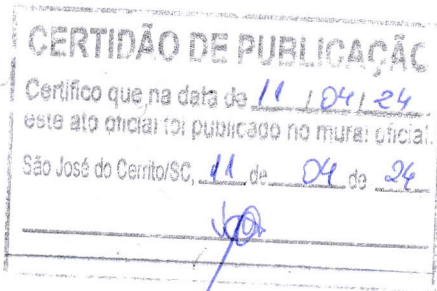 CERTIDÃO DE PUBLICAÇÃO
Certifico que na data de 11 / 04 / 24
este ato oficial foi publicado no mural oficial.
São José do Cerrito/SC, 11 de 04 de 24